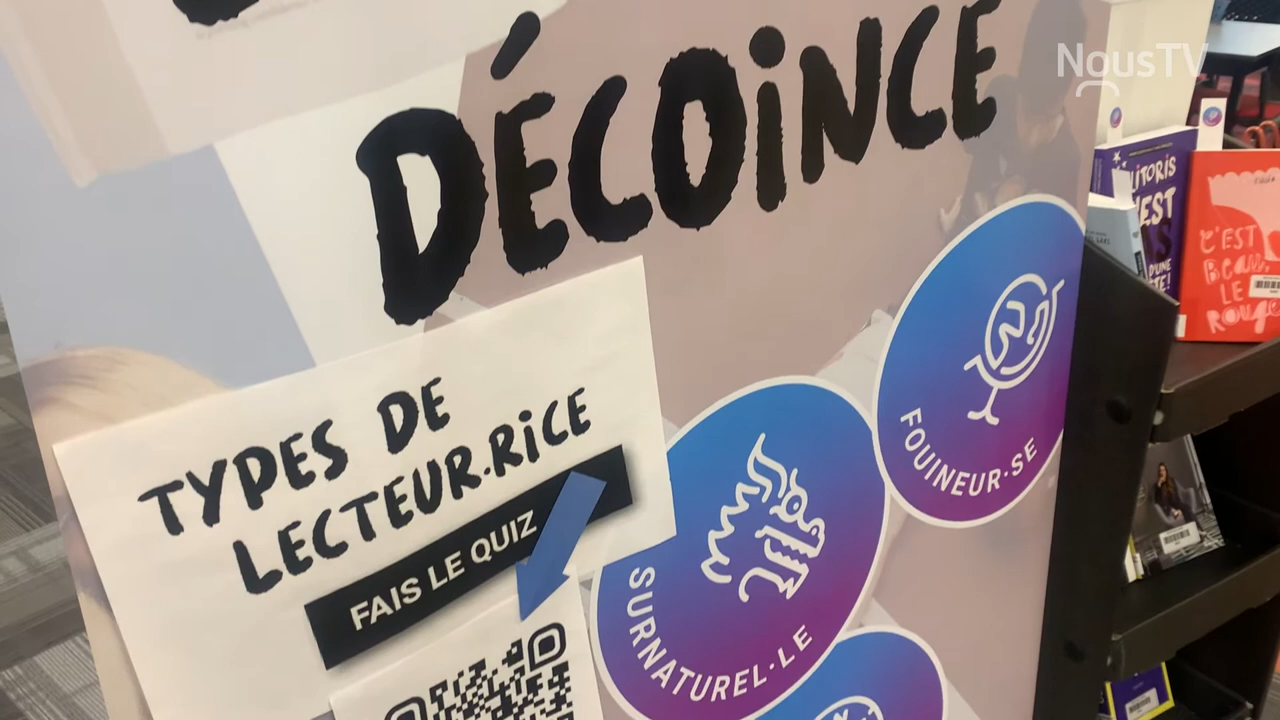 DÉCOiNCE
NousTV
TYPES DE
LECTEUR·RiCE
FAIS LE QUIZ
SURNATUREL·LE
FOUINEUR·SE
C'EST
BEAU,
LE
ROUGE